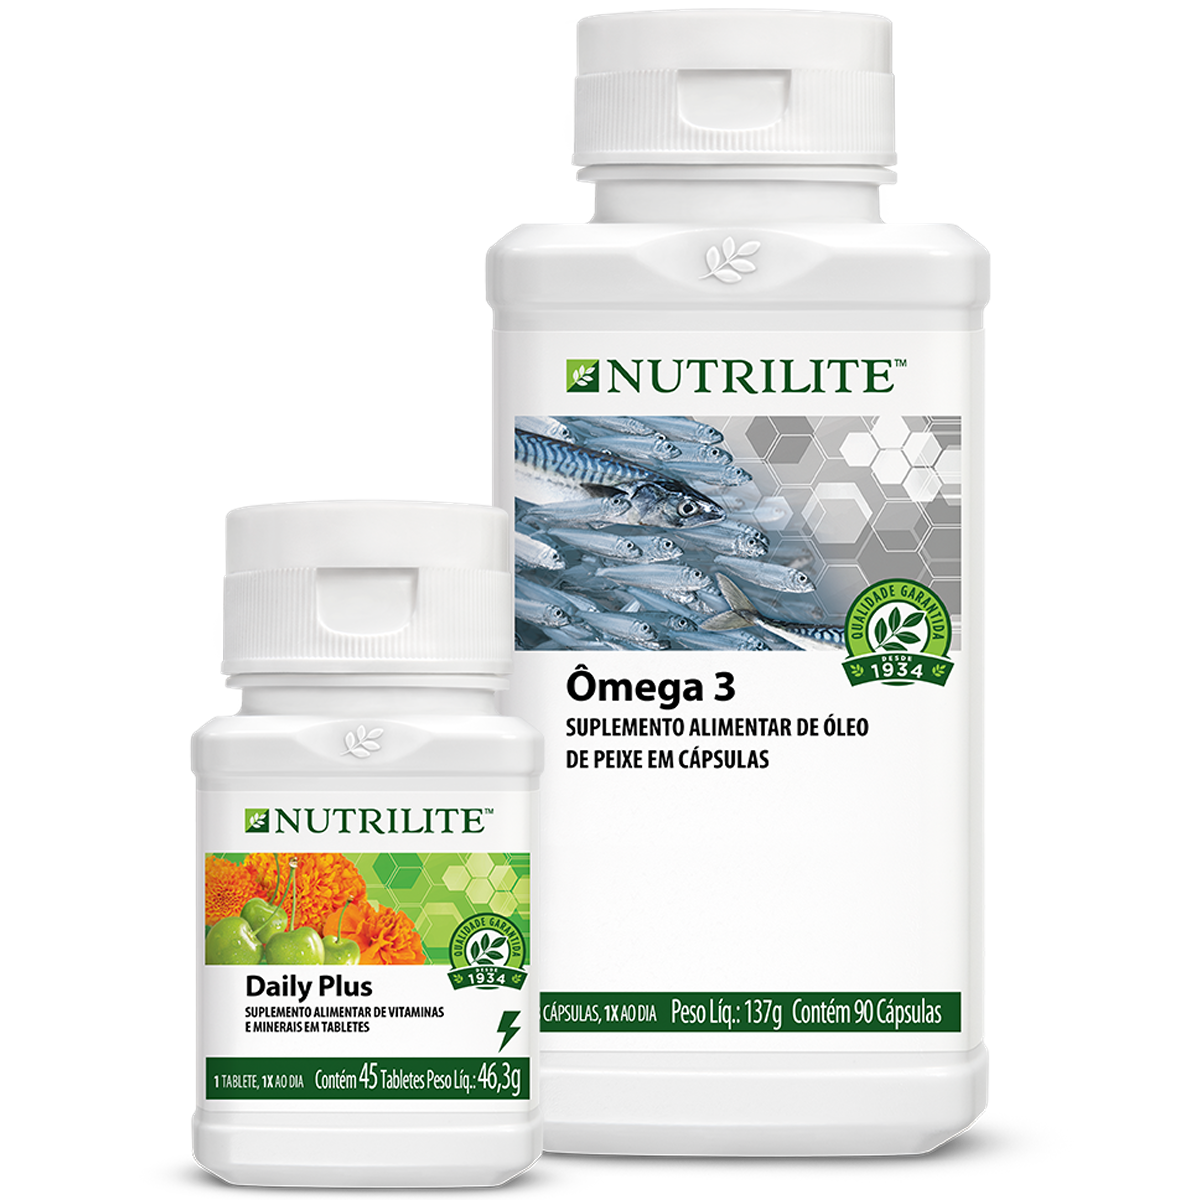 NUTRILITE™
QUALIDADE GARANTIDA
DESDE
1934
Ômega 3
SUPLEMENTO ALIMENTAR DE ÓLEO
DE PEIXE EM CÁPSULAS
CÁPSULAS, 1X AO DIA Peso Líq.: 137g Contém 90 Cápsulas
NUTRILITE™
QUALIDADE GARANTIDA
DESDE
1934
Daily Plus
SUPLEMENTO ALIMENTAR DE VITAMINAS
E MINERAIS EM TABLETES
1 TABLETE, 1X AO DIA Contém 45 Tabletes Peso Líq.: 46,3g